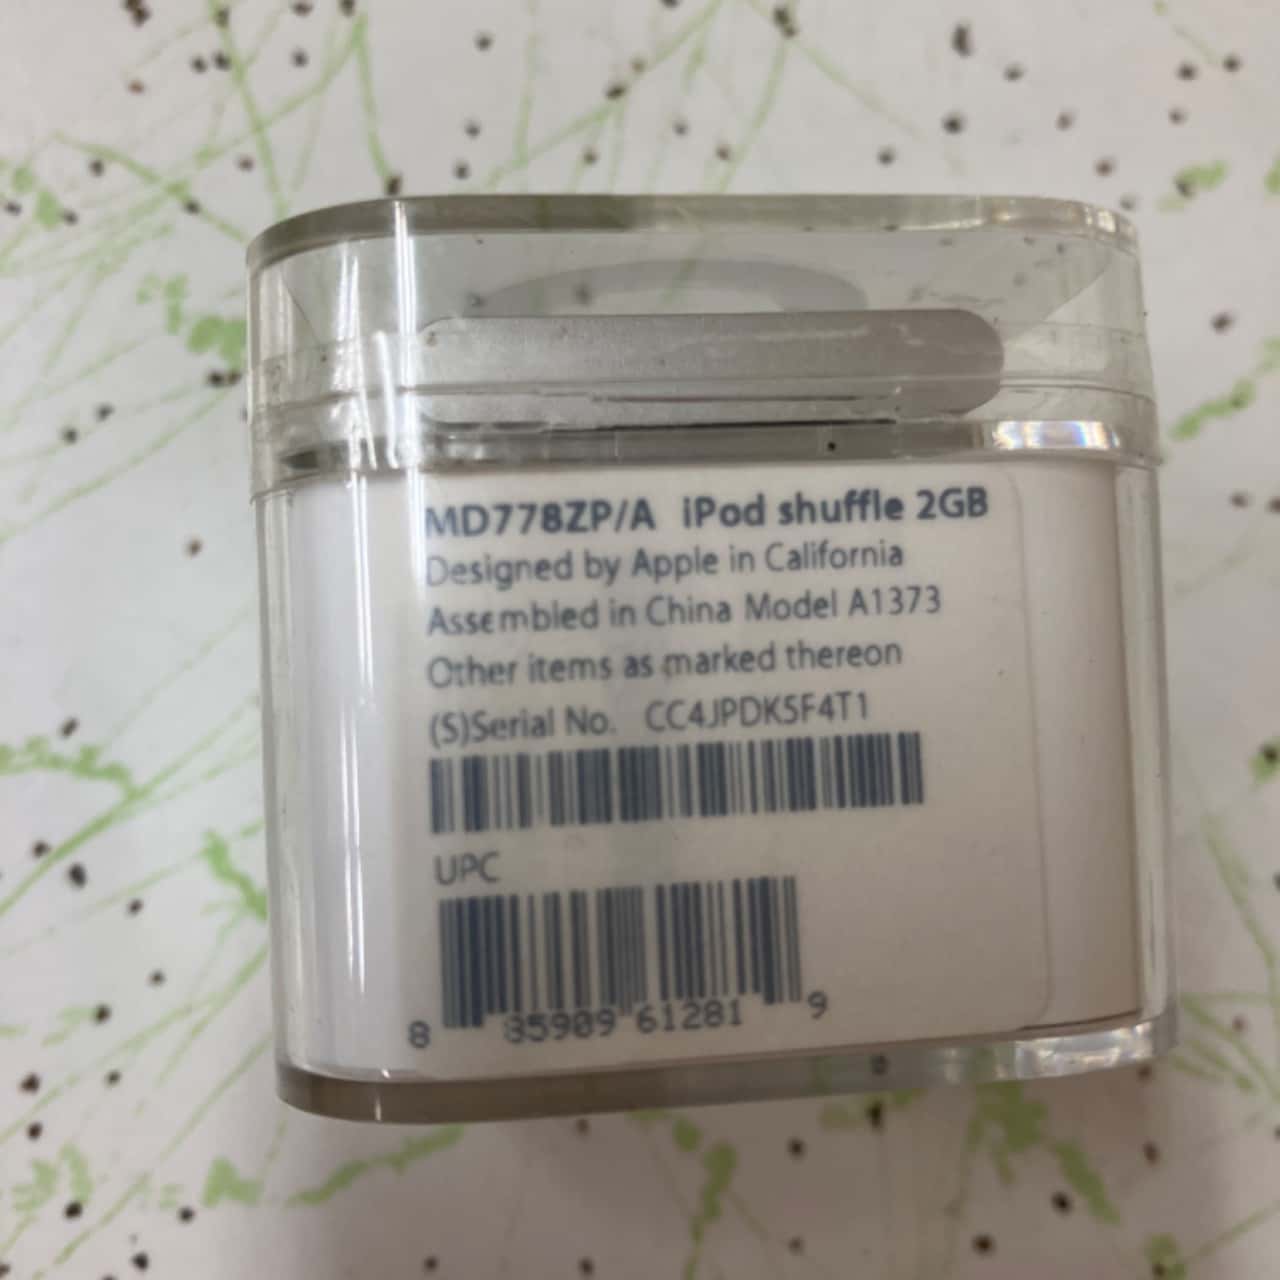 MD778ZP/A iPod shuffle 2GB
Designed by Apple in California
Assembled in China Model A1373
Other items as marked thereon
(S)Serial No. CC4JPDKSF4T1
UPC
8 85909 61281 9